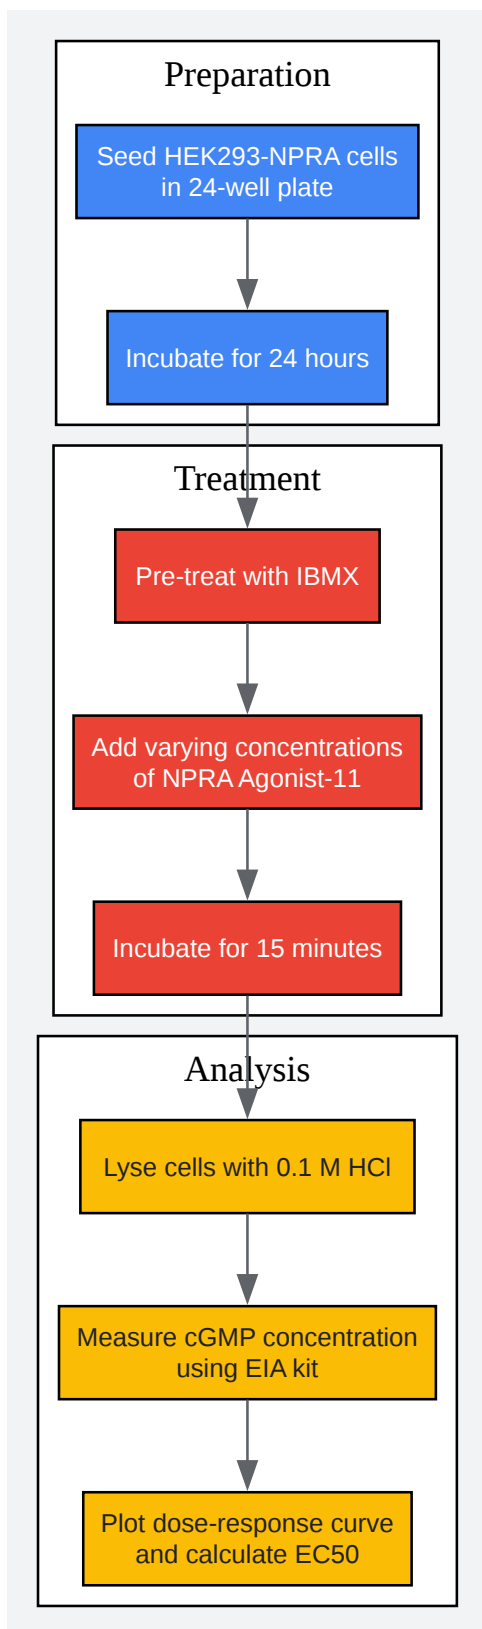 Preparation
Seed HEK293-NPRA cells
in 24-well plate
Incubate for 24 hours
Treatment
Pre-treat with IBMX
Add varying concentrations
of NPRA Agonist-11
Incubate for 15 minutes
Analysis
Lyse cells with 0.1 M HCl
Measure cGMP concentration
using EIA kit
Plot dose-response curve
and calculate EC50